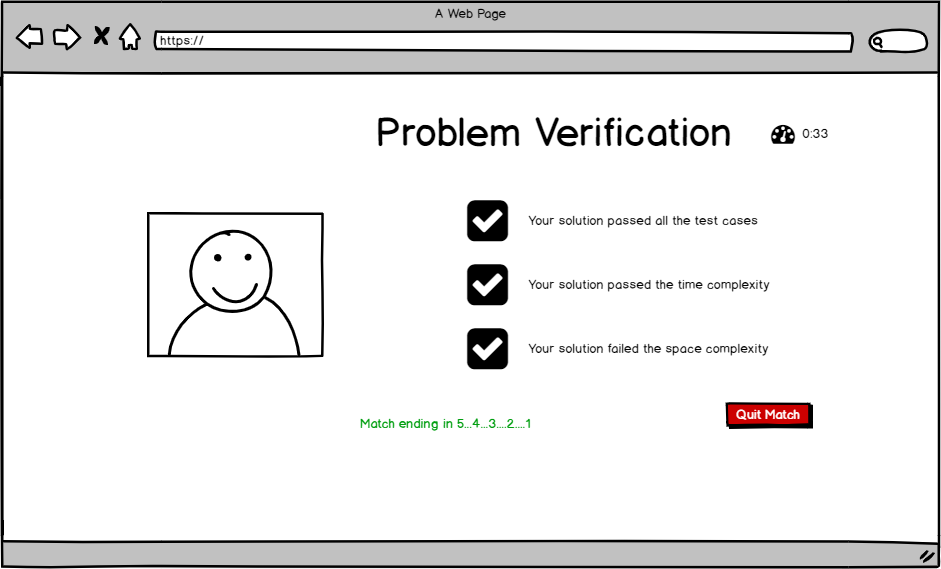 A Web Page
https://
Problem Verification
0:33
Your solution passed all the test cases
Your solution passed the time complexity
Your solution failed the space complexity
Match ending in 5...4...3....2....1
Quit Match